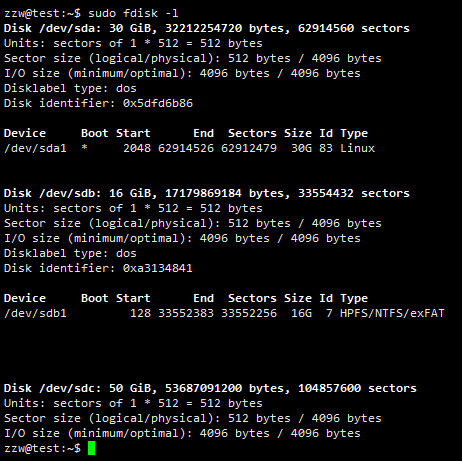 zzw@test:~$ sudo fdisk -l
Disk /dev/sda: 30 GiB, 32212254720 bytes, 62914560 sectors
Units: sectors of 1 * 512 = 512 bytes
Sector size (logical/physical): 512 bytes / 4096 bytes
I/O size (minimum/optimal): 4096 bytes / 4096 bytes
Disklabel type: dos
Disk identifier: 0x5dfd6b86
Device     Boot Start      End  Sectors Size Id Type
/dev/sda1  *     2048 62914526 62912479  30G 83 Linux
Disk /dev/sdb: 16 GiB, 17179869184 bytes, 33554432 sectors
Units: sectors of 1 * 512 = 512 bytes
Sector size (logical/physical): 512 bytes / 4096 bytes
I/O size (minimum/optimal): 4096 bytes / 4096 bytes
Disklabel type: dos
Disk identifier: 0xa3134841
Device     Boot Start      End  Sectors Size Id Type
/dev/sdb1         128 33552383 33552256  16G  7 HPFS/NTFS/exFAT
Disk /dev/sdc: 50 GiB, 53687091200 bytes, 104857600 sectors
Units: sectors of 1 * 512 = 512 bytes
Sector size (logical/physical): 512 bytes / 4096 bytes
I/O size (minimum/optimal): 4096 bytes / 4096 bytes
zzw@test:~$